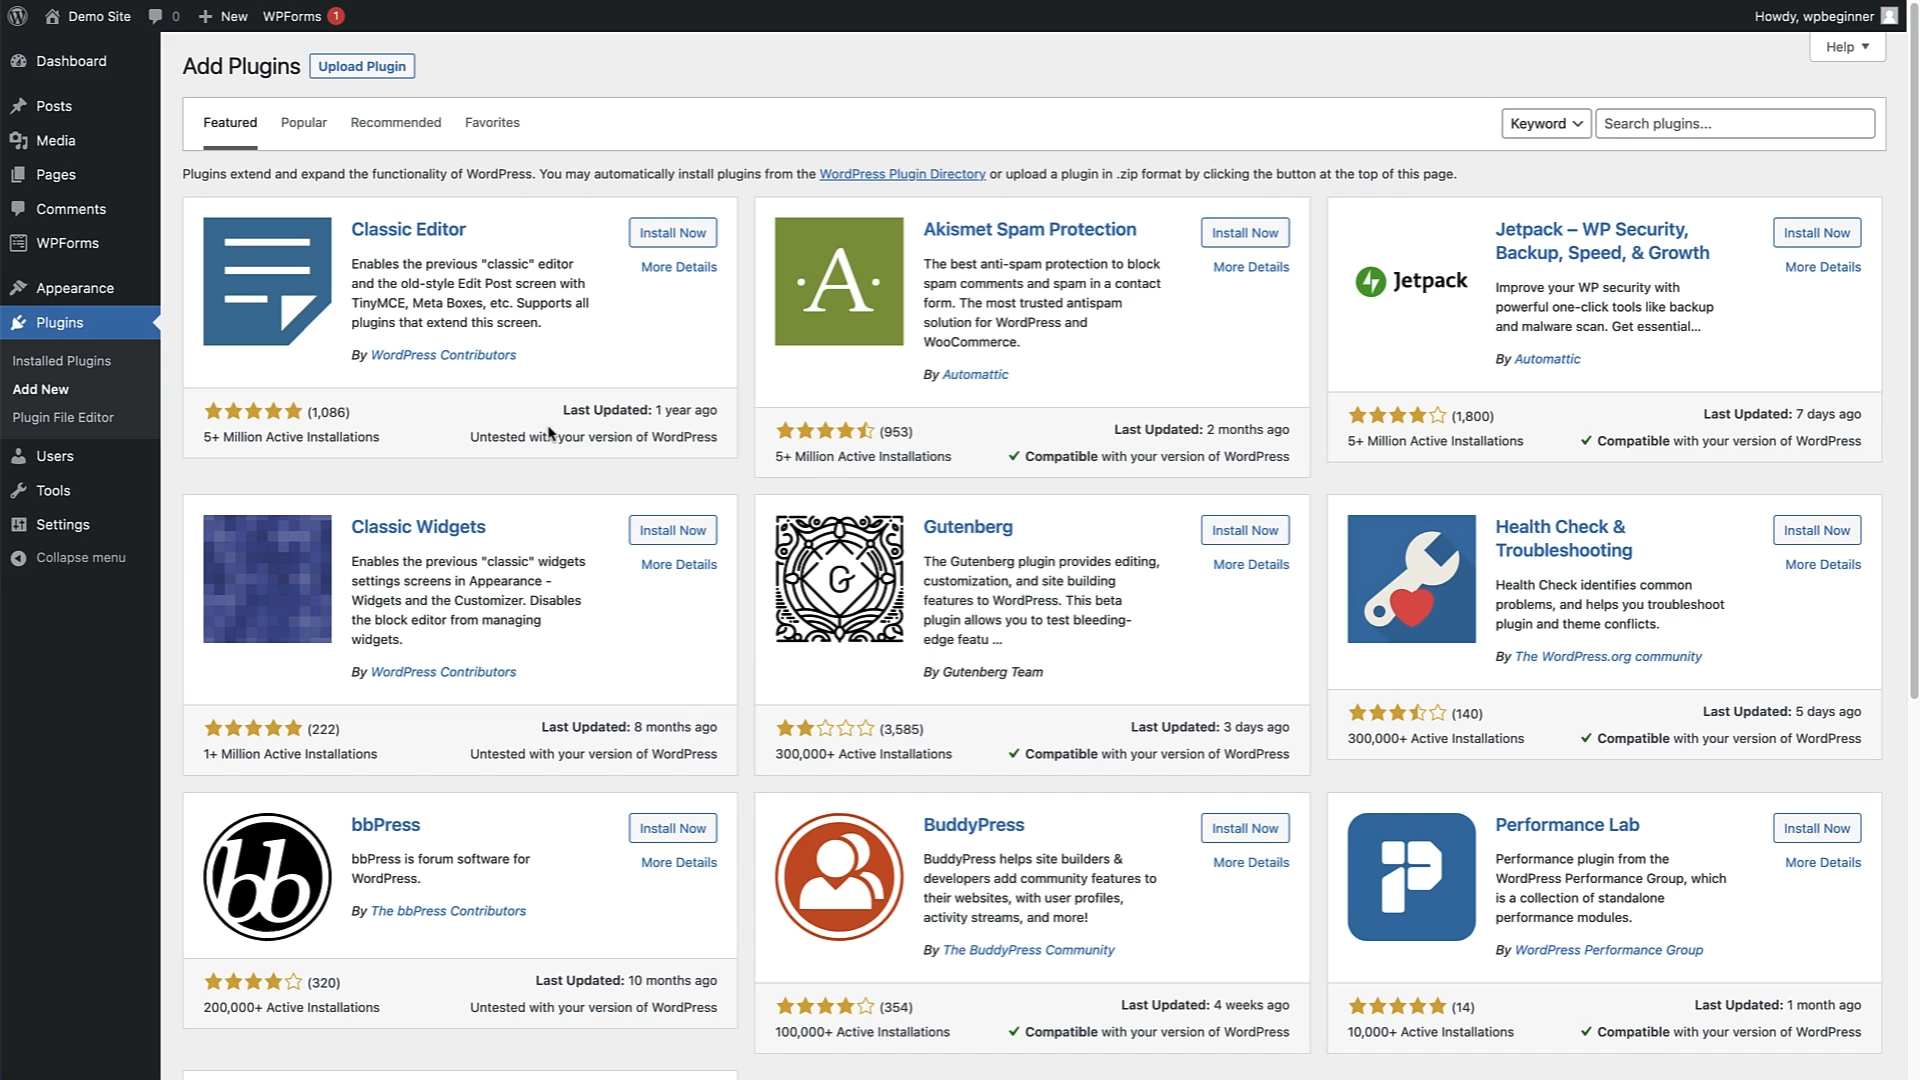 Demo Site
0
New
WPForms 1
Howdy, wpbeginner
Dashboard
Posts
Media
Pages
Comments
WPForms
Appearance
Plugins
Installed Plugins
Add New
Plugin File Editor
Users
Tools
Settings
Collapse menu
Help
Add Plugins
Upload Plugin
Featured
Popular
Recommended
Favorites
Keyword
Search plugins...
Plugins extend and expand the functionality of WordPress. You may automatically install plugins from the WordPress Plugin Directory or upload a plugin in .zip format by clicking the button at the top of this page.
Classic Editor
Install Now
More Details
Enables the previous "classic" editor
and the old-style Edit Post screen with
TinyMCE, Meta Boxes, etc. Supports all
plugins that extend this screen.
By WordPress Contributors
(1,086)
Last Updated: 1 year ago
5+ Million Active Installations
Untested with your version of WordPress
·A·
Akismet Spam Protection
Install Now
More Details
The best anti-spam protection to block
spam comments and spam in a contact
form. The most trusted antispam
solution for WordPress and
WooCommerce.
By Automattic
(953)
Last Updated: 2 months ago
5+ Million Active Installations
Compatible with your version of WordPress
Jetpack
Jetpack – WP Security,
Backup, Speed, & Growth
Install Now
More Details
Improve your WP security with
powerful one-click tools like backup
and malware scan. Get essential...
By Automattic
(1,800)
Last Updated: 7 days ago
5+ Million Active Installations
Compatible with your version of WordPress
Classic Widgets
Install Now
More Details
Enables the previous "classic" widgets
settings screens in Appearance -
Widgets and the Customizer. Disables
the block editor from managing
widgets.
By WordPress Contributors
(222)
Last Updated: 8 months ago
1+ Million Active Installations
Untested with your version of WordPress
G
Gutenberg
Install Now
More Details
The Gutenberg plugin provides editing,
customization, and site building
features to WordPress. This beta
plugin allows you to test bleeding-
edge featu ...
By Gutenberg Team
(3,585)
Last Updated: 3 days ago
300,000+ Active Installations
Compatible with your version of WordPress
Health Check &
Troubleshooting
Install Now
More Details
Health Check identifies common
problems, and helps you troubleshoot
plugin and theme conflicts.
By The WordPress.org community
(140)
Last Updated: 5 days ago
300,000+ Active Installations
Compatible with your version of WordPress
bb
bbPress
Install Now
More Details
bbPress is forum software for
WordPress.
By The bbPress Contributors
(320)
Last Updated: 10 months ago
200,000+ Active Installations
Untested with your version of WordPress
BuddyPress
Install Now
More Details
BuddyPress helps site builders &
developers add community features to
their websites, with user profiles,
activity streams, and more!
By The BuddyPress Community
(354)
Last Updated: 4 weeks ago
100,000+ Active Installations
Compatible with your version of WordPress
P
Performance Lab
Install Now
More Details
Performance plugin from the
WordPress Performance Group, which
is a collection of standalone
performance modules.
By WordPress Performance Group
(14)
Last Updated: 1 month ago
10,000+ Active Installations
Compatible with your version of WordPress